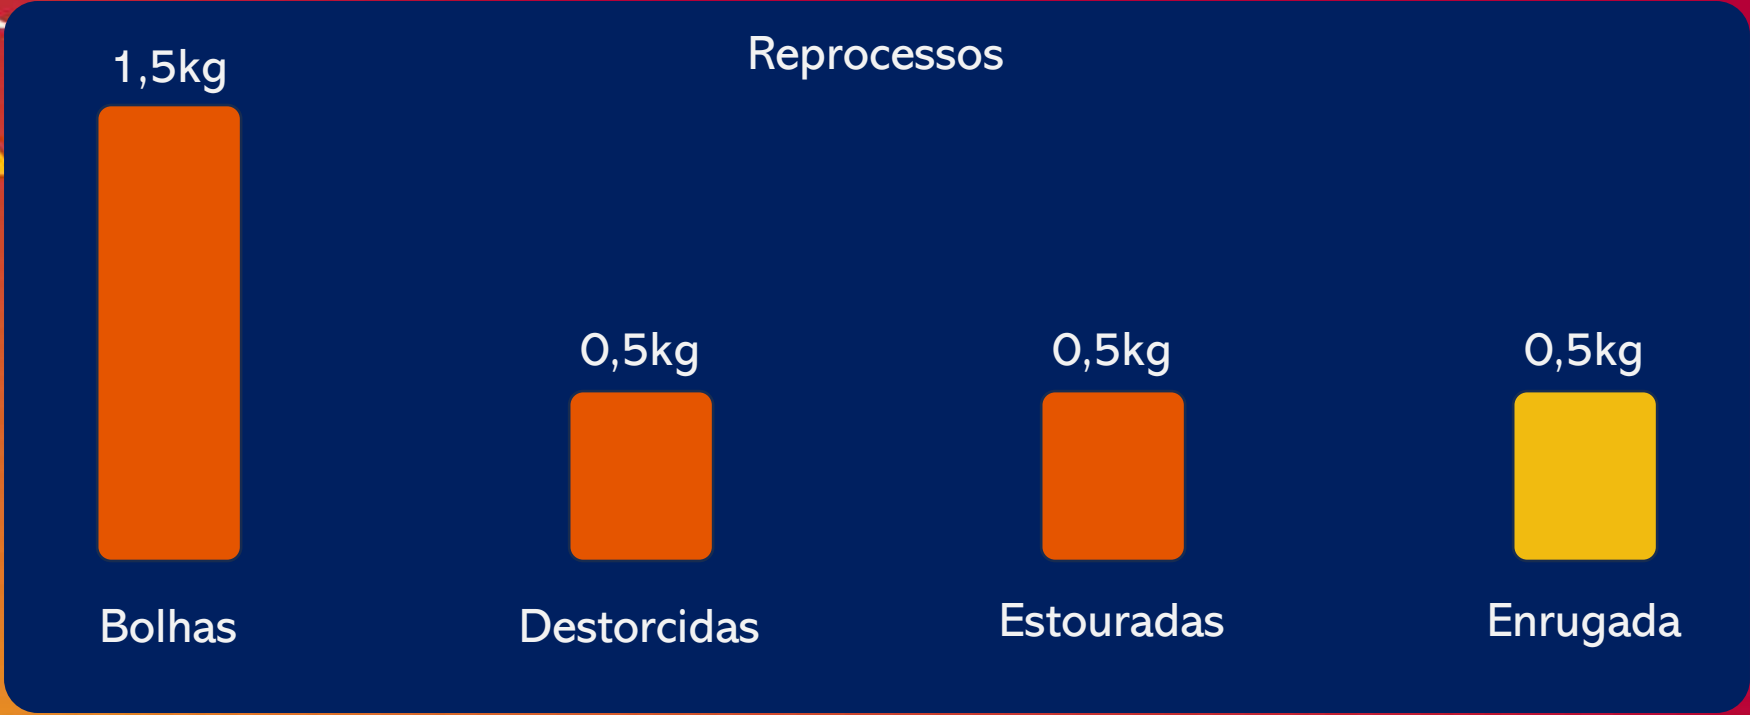 Reprocessos
1,5kg
0,5kg
0,5kg
0,5kg
Bolhas
Destorcidas
Estouradas
Enrugada